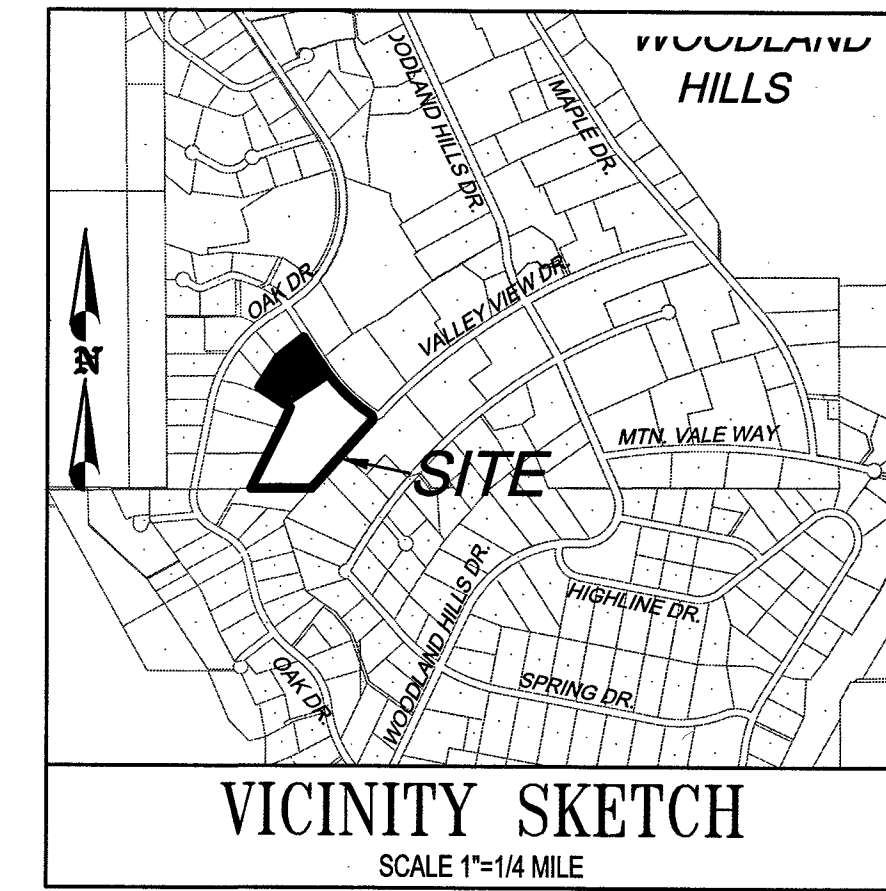 WOODLAND
HILLS
OODLAND HILLS DR.
MAPLE DR.
OAK DR.
VALLEY VIEW DR.
N
MTN. VALE WAY
SITE
WOODLAND HILLS DR.
HIGHLINE DR.
OAK DR.
SPRING DR.
VICINITY SKETCH
SCALE 1"=1/4 MILE